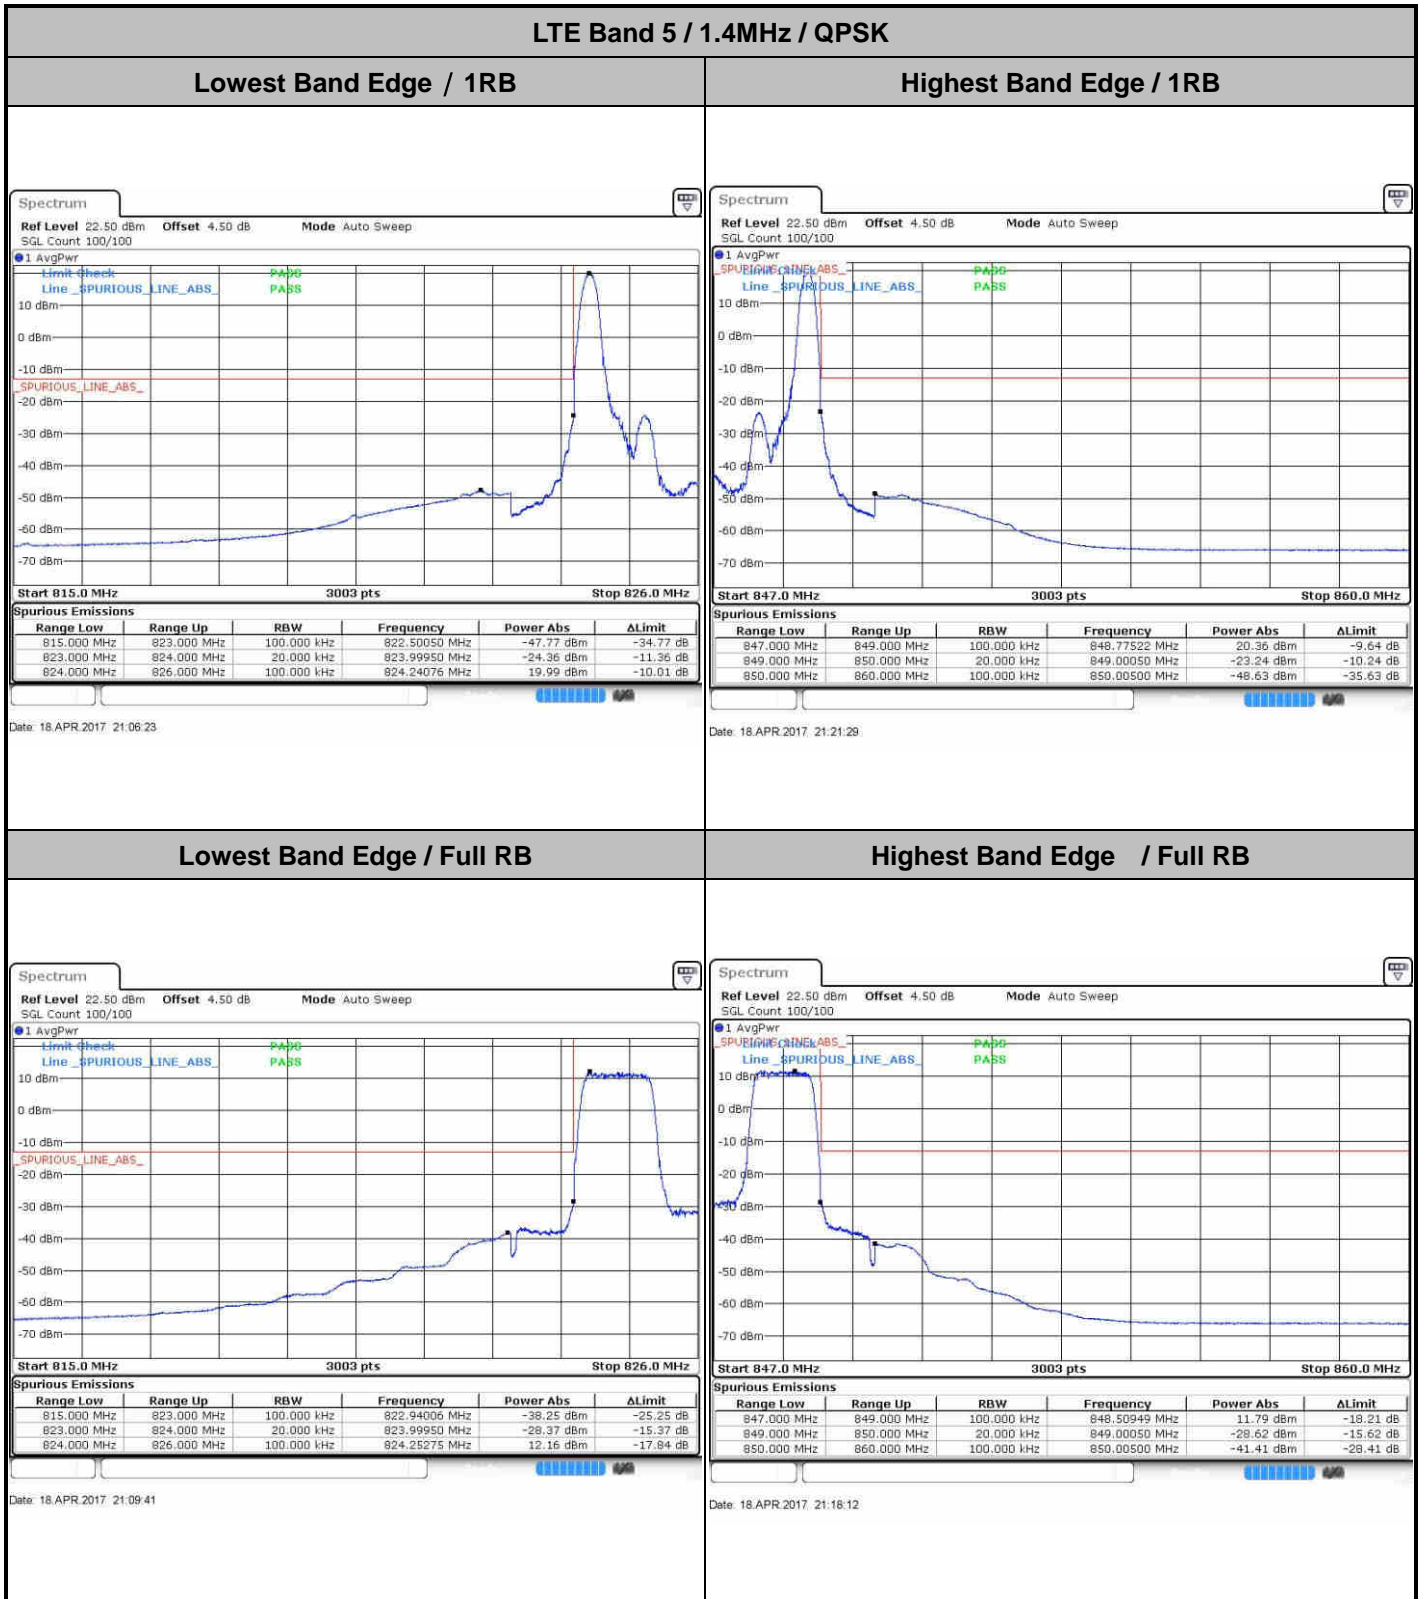 LTE Band 5 / 1.4MHz / QPSK
Lowest Band Edge / 1RB
Highest Band Edge / 1RB
Spectrum
Ref Level 22.50 dBm Offset 4.50 dB Mode Auto Sweep
SGL Count 100/100
1 AvgPwr
Limit Check PASS
Line _SPURIOUS_LINE_ABS_ PASS
10 dBm
0 dBm
-10 dBm
_SPURIOUS_LINE_ABS_
-20 dBm
-30 dBm
-40 dBm
-50 dBm
-60 dBm
-70 dBm
Start 815.0 MHz 3003 pts Stop 826.0 MHz
Spurious Emissions
Range Low Range Up RBW Frequency Power Abs ΔLimit
815.000 MHz 823.000 MHz 100.000 kHz 822.50050 MHz -47.77 dBm -34.77 dB
823.000 MHz 824.000 MHz 20.000 kHz 823.99950 MHz -24.36 dBm -11.36 dB
824.000 MHz 826.000 MHz 100.000 kHz 824.24076 MHz 19.99 dBm -10.01 dB
Date: 18.APR.2017 21:06:23
Spectrum
Ref Level 22.50 dBm Offset 4.50 dB Mode Auto Sweep
SGL Count 100/100
1 AvgPwr
_SPURIOUS_LINE_ABS_
Limit Check PASS
Line _SPURIOUS_LINE_ABS_ PASS
10 dBm
0 dBm
-10 dBm
-20 dBm
-30 dBm
-40 dBm
-50 dBm
-60 dBm
-70 dBm
Start 847.0 MHz 3003 pts Stop 860.0 MHz
Spurious Emissions
Range Low Range Up RBW Frequency Power Abs ΔLimit
847.000 MHz 849.000 MHz 100.000 kHz 848.77522 MHz 20.36 dBm -9.64 dB
849.000 MHz 850.000 MHz 20.000 kHz 849.00050 MHz -23.24 dBm -10.24 dB
850.000 MHz 860.000 MHz 100.000 kHz 850.00500 MHz -48.63 dBm -35.63 dB
Date: 18.APR.2017 21:21:29
Lowest Band Edge / Full RB
Highest Band Edge / Full RB
Spectrum
Ref Level 22.50 dBm Offset 4.50 dB Mode Auto Sweep
SGL Count 100/100
1 AvgPwr
Limit Check PASS
Line _SPURIOUS_LINE_ABS_ PASS
10 dBm
0 dBm
-10 dBm
_SPURIOUS_LINE_ABS_
-20 dBm
-30 dBm
-40 dBm
-50 dBm
-60 dBm
-70 dBm
Start 815.0 MHz 3003 pts Stop 826.0 MHz
Spurious Emissions
Range Low Range Up RBW Frequency Power Abs ΔLimit
815.000 MHz 823.000 MHz 100.000 kHz 822.94006 MHz -38.25 dBm -25.25 dB
823.000 MHz 824.000 MHz 20.000 kHz 823.99950 MHz -28.37 dBm -15.37 dB
824.000 MHz 826.000 MHz 100.000 kHz 824.25275 MHz 12.16 dBm -17.84 dB
Date: 18.APR.2017 21:09:41
Spectrum
Ref Level 22.50 dBm Offset 4.50 dB Mode Auto Sweep
SGL Count 100/100
1 AvgPwr
_SPURIOUS_LINE_ABS_
Limit Check PASS
Line _SPURIOUS_LINE_ABS_ PASS
10 dBm
0 dBm
-10 dBm
-20 dBm
-30 dBm
-40 dBm
-50 dBm
-60 dBm
-70 dBm
Start 847.0 MHz 3003 pts Stop 860.0 MHz
Spurious Emissions
Range Low Range Up RBW Frequency Power Abs ΔLimit
847.000 MHz 849.000 MHz 100.000 kHz 848.50949 MHz 11.79 dBm -18.21 dB
849.000 MHz 850.000 MHz 20.000 kHz 849.00050 MHz -28.62 dBm -15.62 dB
850.000 MHz 860.000 MHz 100.000 kHz 850.00500 MHz -41.41 dBm -28.41 dB
Date: 18.APR.2017 21:18:12